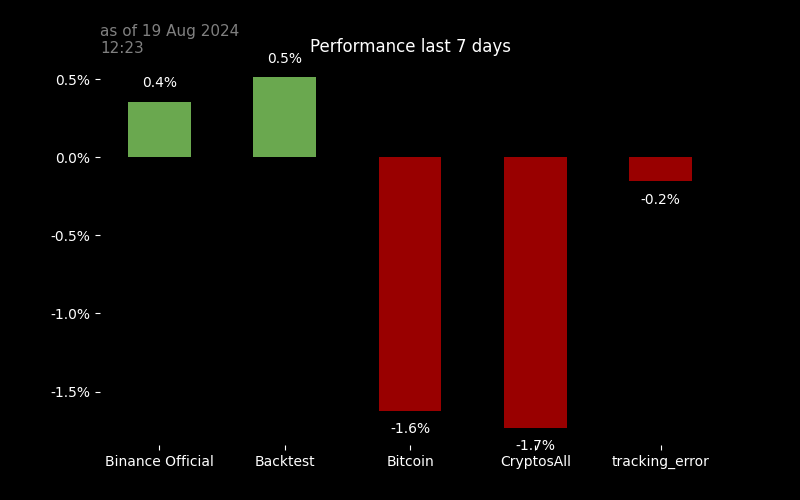 as of 19 Aug 2024
12:23
Performance last 7 days
0.5%
0.4%
0.5%
0.0%
-0.2%
-0.5%
-1.0%
-1.5%
-1.6%
-1.7%
Binance Official
Backtest
Bitcoin
CryptosAll
tracking_error